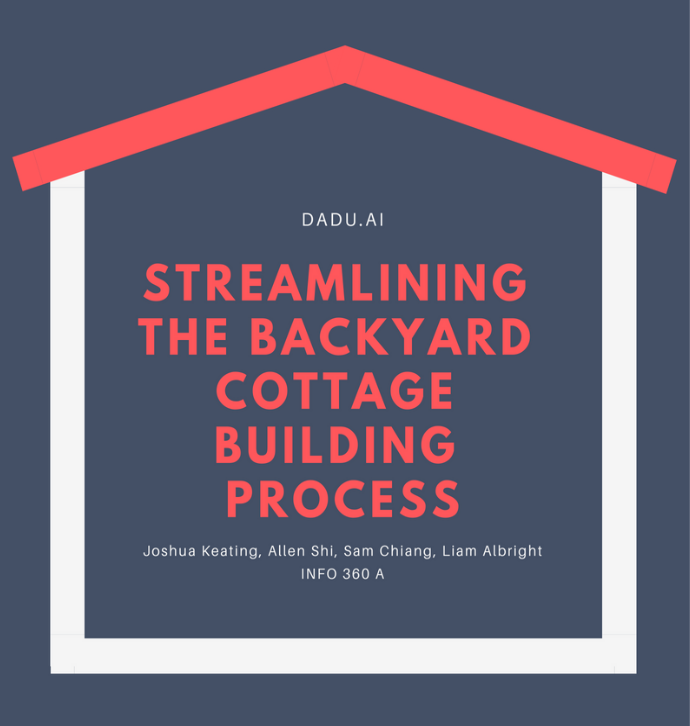 DADU.AI
STREAMLINING
THE BACKYARD
COTTAGE
BUILDING
PROCESS
Joshua Keating, Allen Shi, Sam Chiang, Liam Albright
INFO 360 A